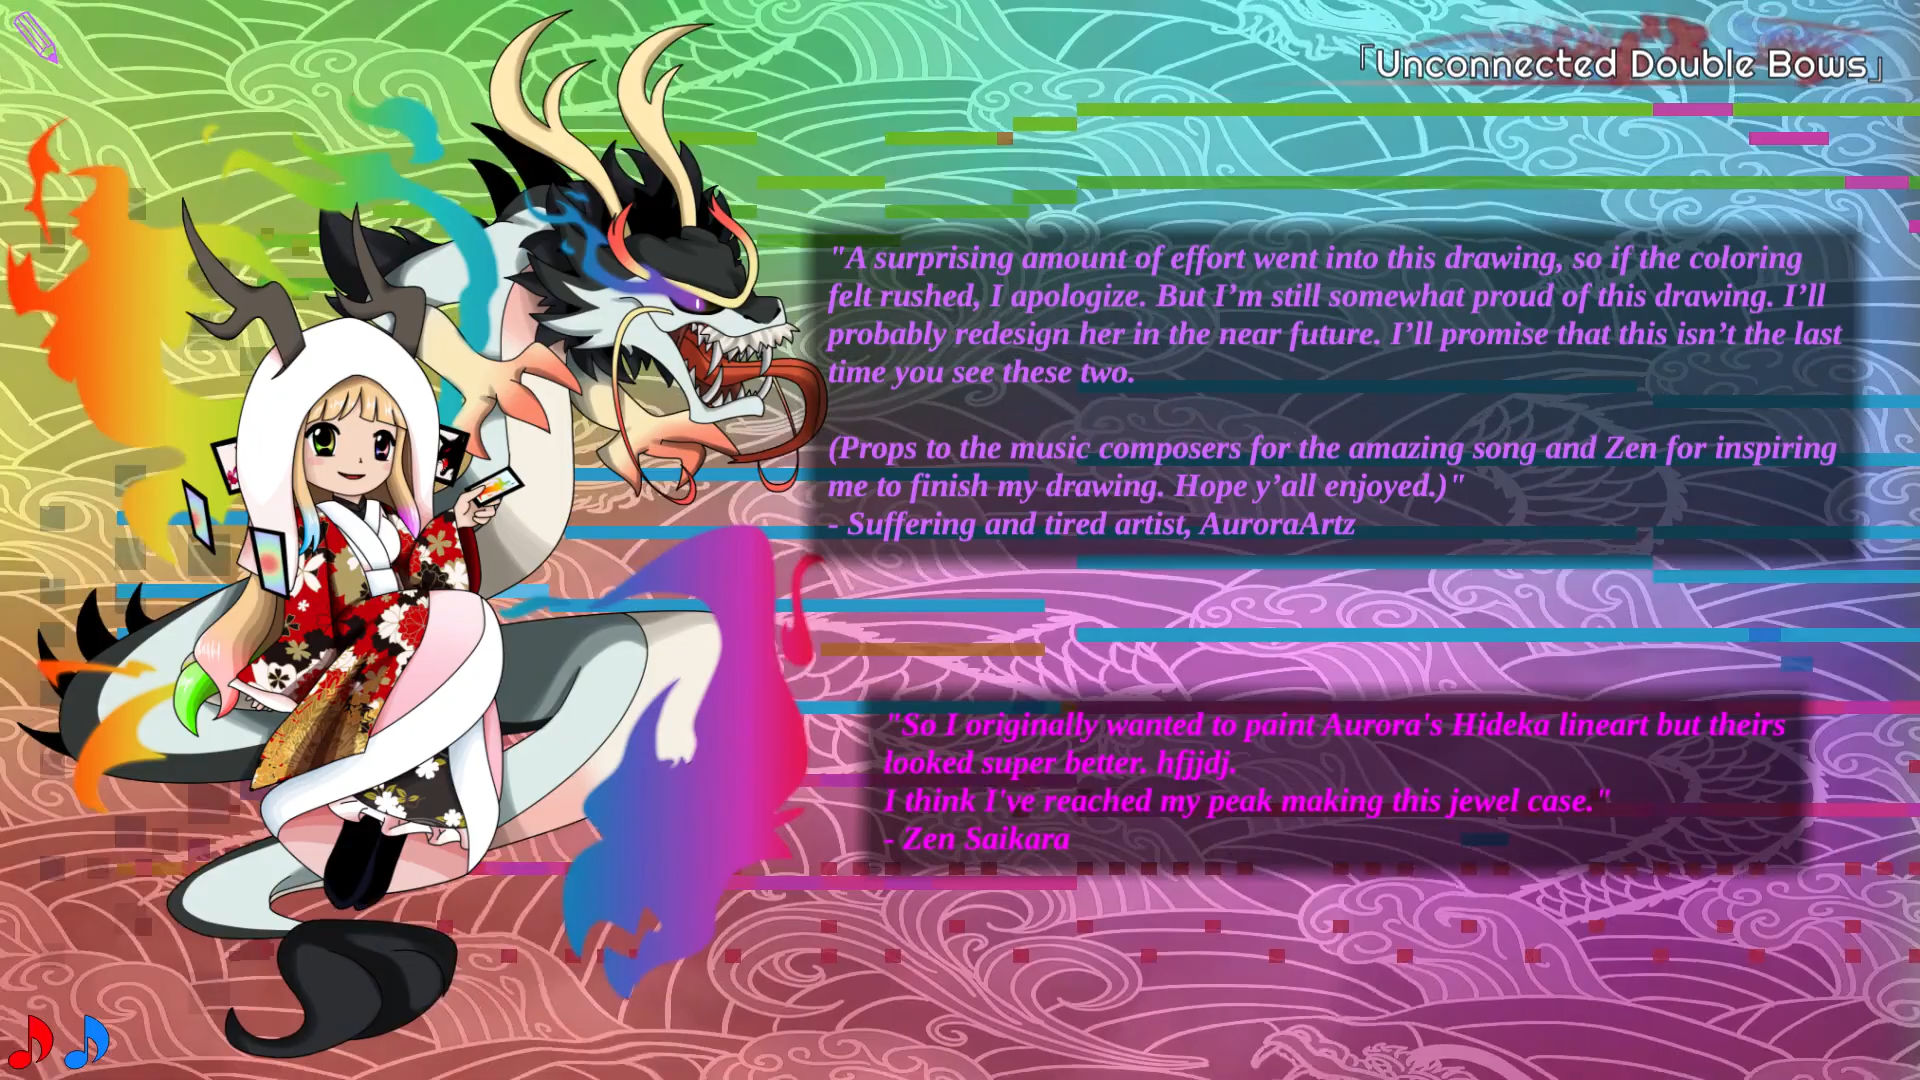 「Unconnected Double Bows」
"A surprising amount of effort went into this drawing, so if the coloring
felt rushed, I apologize. But I’m still somewhat proud of this drawing. I’ll
probably redesign her in the near future. I’ll promise that this isn’t the last
time you see these two.
(Props to the music composers for the amazing song and Zen for inspiring
me to finish my drawing. Hope y’all enjoyed.)"
- Suffering and tired artist, AuroraArtz
"So I originally wanted to paint Aurora's Hideka lineart but theirs
looked super better. hfjjdj.
I think I've reached my peak making this jewel case."
- Zen Saikara